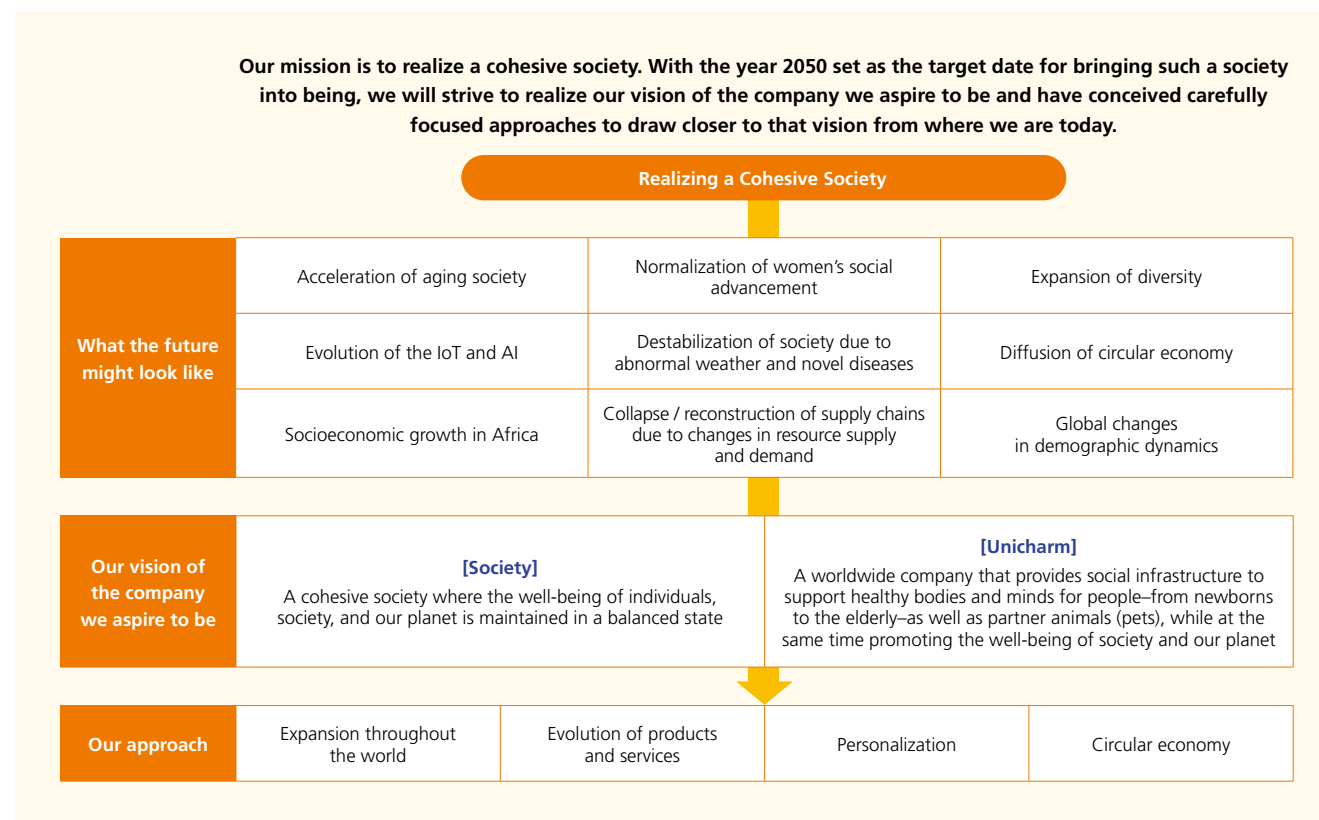 Our mission is to realize a cohesive society. With the year 2050 set as the target date for bringing such a society
into being, we will strive to realize our vision of the company we aspire to be and have conceived carefully
focused approaches to draw closer to that vision from where we are today.
Realizing a Cohesive Society
What the future
might look like
Acceleration of aging society
Normalization of women’s social
advancement
Expansion of diversity
Evolution of the IoT and AI
Destabilization of society due to
abnormal weather and novel diseases
Diffusion of circular economy
Socioeconomic growth in Africa
Collapse / reconstruction of supply chains
due to changes in resource supply
and demand
Global changes
in demographic dynamics
Our vision of
the company
we aspire to be
[Society]
A cohesive society where the well-being of individuals,
society, and our planet is maintained in a balanced state
[Unicharm]
A worldwide company that provides social infrastructure to
support healthy bodies and minds for people–from newborns
to the elderly–as well as partner animals (pets), while at the
same time promoting the well-being of society and our planet
Our approach
Expansion throughout
the world
Evolution of products
and services
Personalization
Circular economy